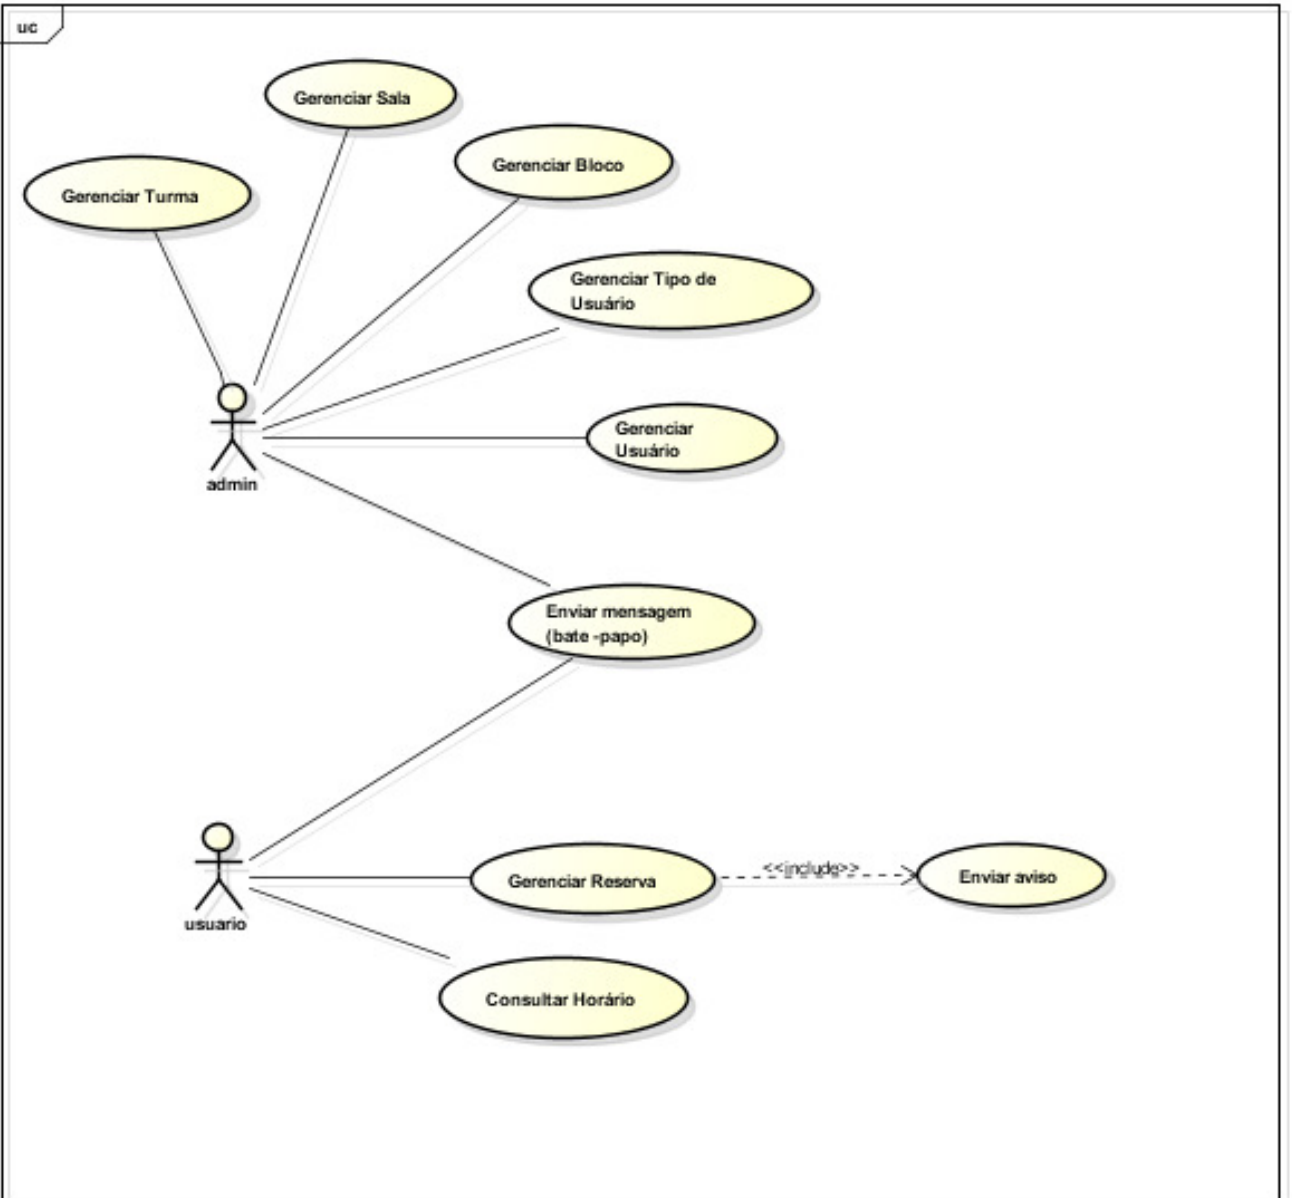 uc
Gerenciar Sala
Gerenciar Bloco
Gerenciar Turma
Gerenciar Tipo de
Usuário
Gerenciar
Usuário
admin
Enviar mensagem
(bate -papo)
usuario
Gerenciar Reserva
<<include>>
Enviar aviso
Consultar Horário